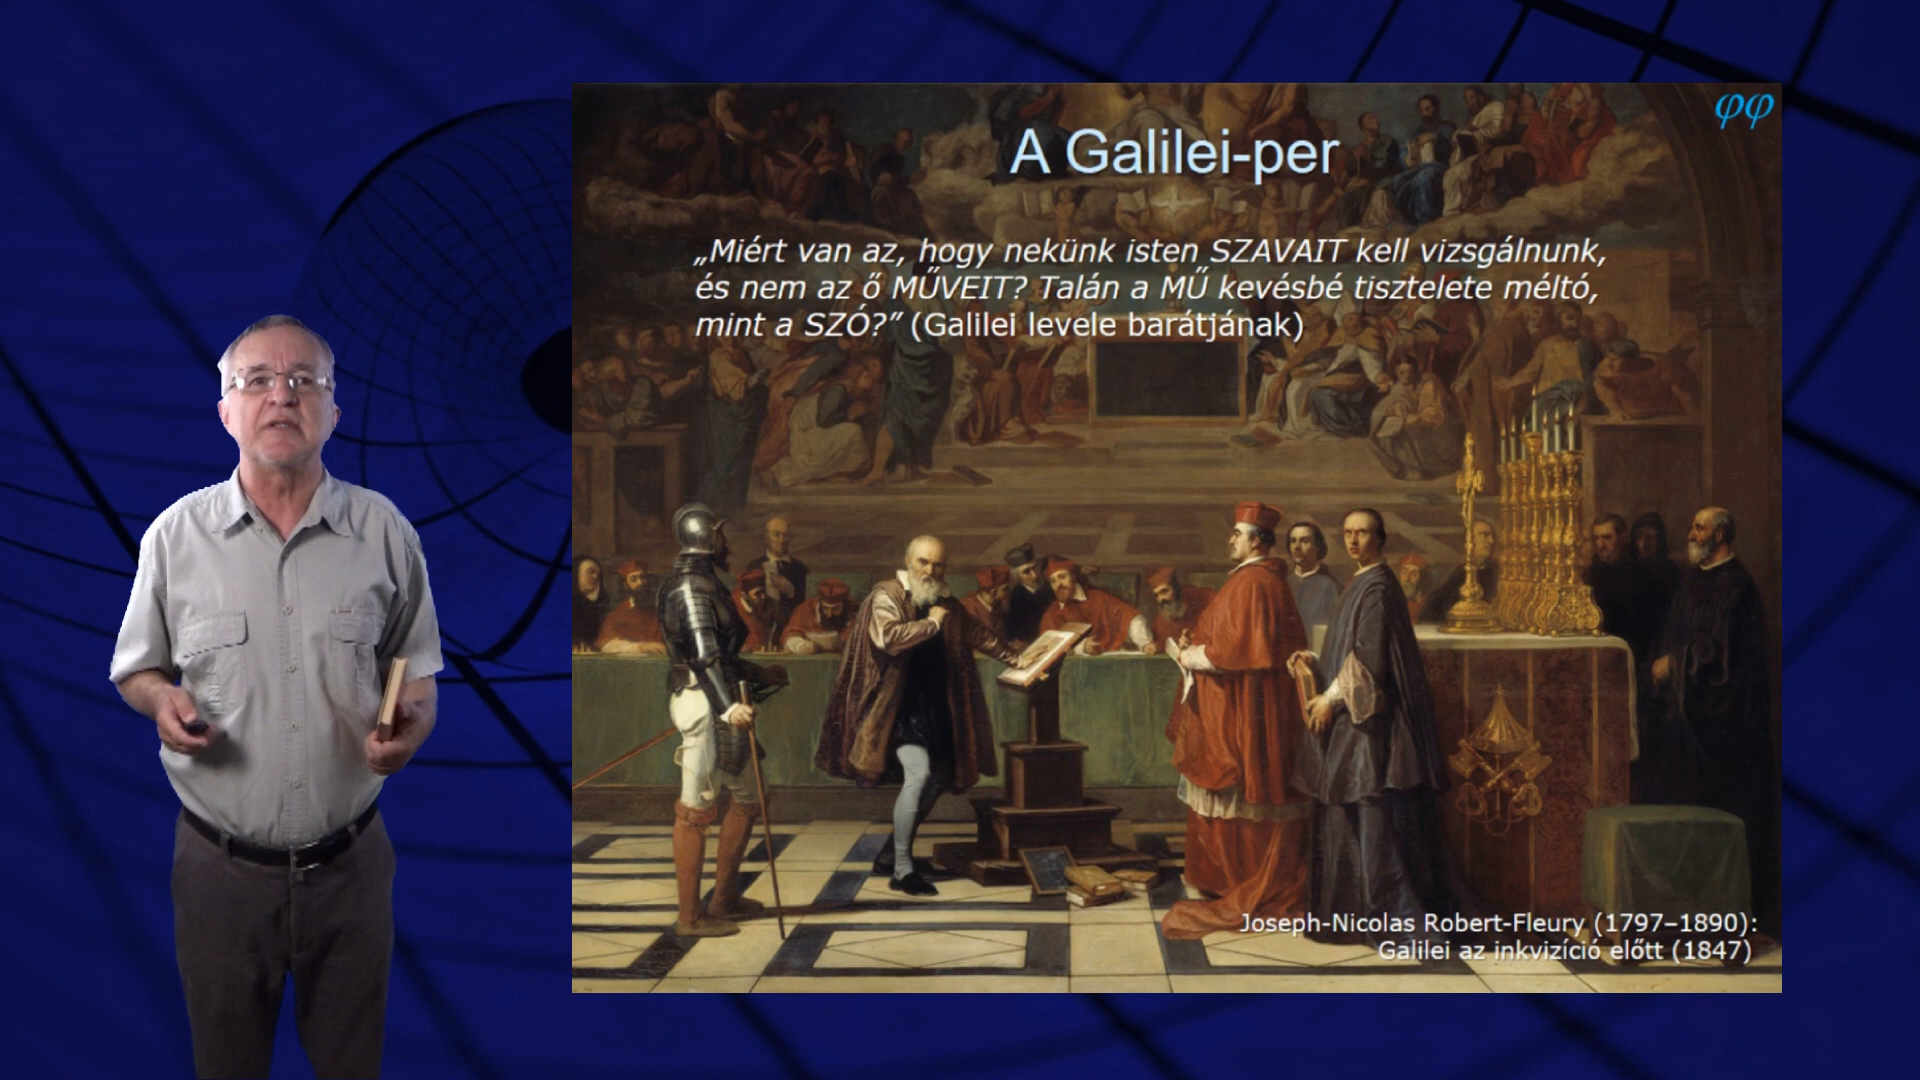 φφ
A Galilei-per
„Miért van az, hogy nekünk isten SZAVAIT kell vizsgálnunk,
és nem az ő MŰVEIT? Talán a MŰ kevésbé tisztelete méltó,
mint a SZÓ?” (Galilei levele barátjának)
Joseph-Nicolas Robert-Fleury (1797–1890):
Galilei az inkvizíció előtt (1847)